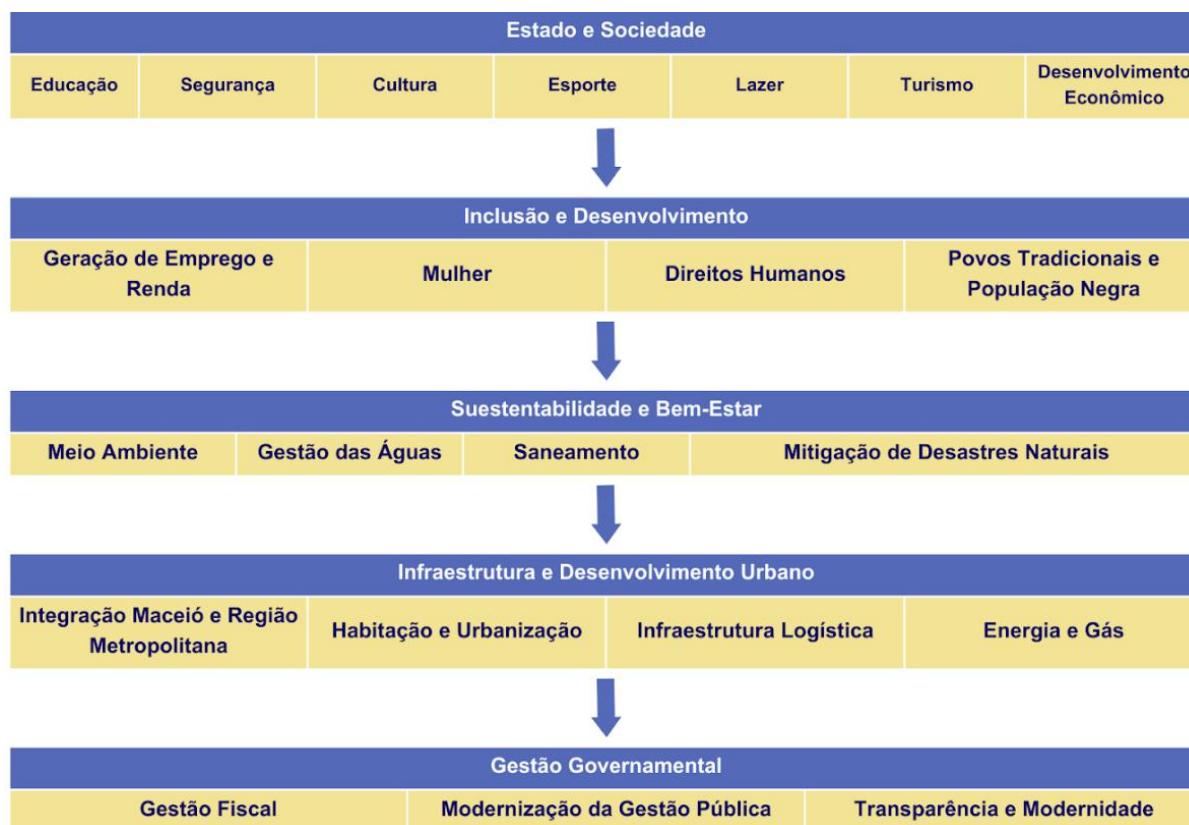 Estado e Sociedade
Educação
Segurança
Cultura
Esporte
Lazer
Turismo
Desenvolvimento
Econômico
Inclusão e Desenvolvimento
Geração de Emprego e
Renda
Mulher
Direitos Humanos
Povos Tradicionais e
População Negra
Suestentabilidade e Bem-Estar
Meio Ambiente
Gestão das Águas
Saneamento
Mitigação de Desastres Naturais
Infraestrutura e Desenvolvimento Urbano
Integração Maceió e Região
Metropolitana
Habitação e Urbanização
Infraestrutura Logística
Energia e Gás
Gestão Governamental
Gestão Fiscal
Modernização da Gestão Pública
Transparência e Modernidade